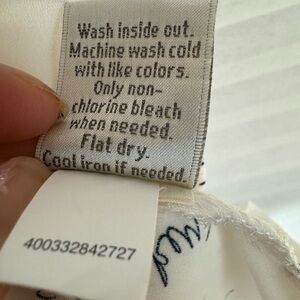 Wash inside out.
Machine wash cold
with like colors.
Only non-
chlorine bleach
when needed.
Flat dry.
Cool iron if needed.
400332842727